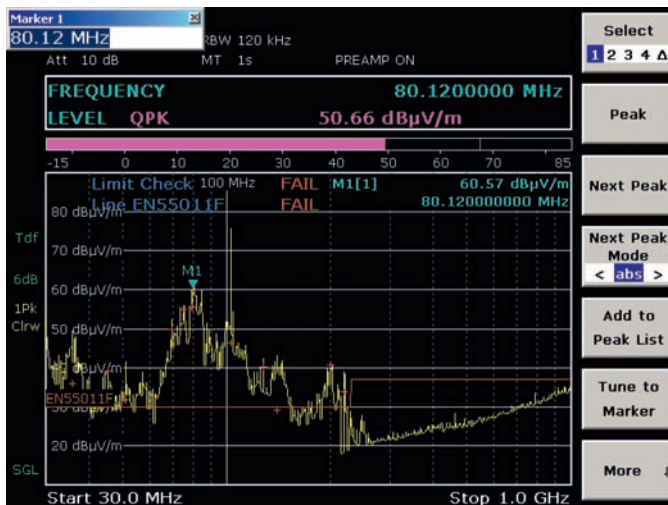 Marker 1
80.12 MHz
RBW 120 kHz
Att 10 dB MT 1s PREAMP ON
FREQUENCY 80.1200000 MHz
LEVEL QPK 50.66 dBµV/m
-15 0 10 20 30 40 50 60 70 85
Limit Check 100 MHz FAIL M1[1] 60.57 dBµV/m
Line EN55011F FAIL 80.120000000 MHz
80 dBµV/m
Tdf
70 dBµV/m
M1
6dB
60 dBµV/m
1Pk
Clrw
50 dBµV/m
dBµV/m
EN55011F
dBµV/m
20 dBµV/m
SGL
Start 30.0 MHz Stop 1.0 GHz
Select
1 2 3 4 Δ
Peak
Next Peak
Next Peak
Mode
< abs >
Add to
Peak List
Tune to
Marker
More